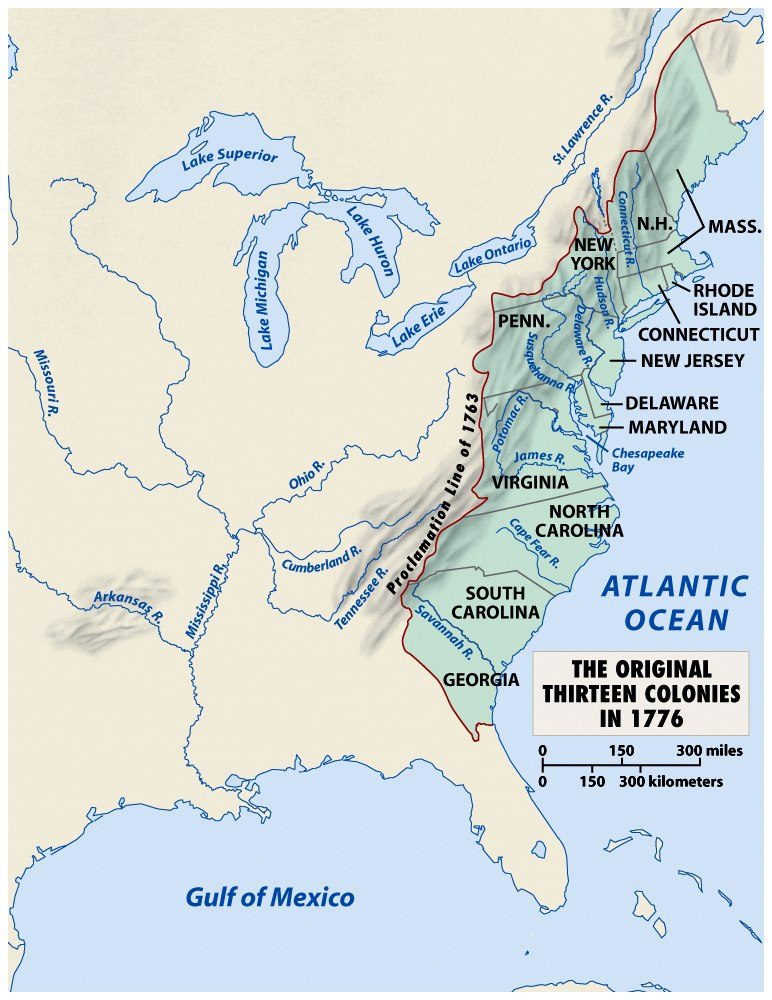 St. Lawrence R.
Lake Superior
Lake Huron
Lake Michigan
Lake Ontario
Lake Erie
Connecticut R.
N.H.
MASS.
NEW
YORK
Hudson R.
RHODE
ISLAND
CONNECTICUT
PENN.
Delaware R.
Susquehanna R.
NEW JERSEY
Missouri R.
DELAWARE
MARYLAND
Potomac R.
Chesapeake
Bay
Proclamation Line of 1763
James R.
Ohio R.
VIRGINIA
NORTH
CAROLINA
Cape Fear R.
Cumberland R.
Tennessee R.
Mississippi R.
Arkansas R.
SOUTH
CAROLINA
Savannah R.
GEORGIA
ATLANTIC
OCEAN
THE ORIGINAL
THIRTEEN COLONIES
IN 1776
0 150 300 miles
0 150 300 kilometers
Gulf of Mexico